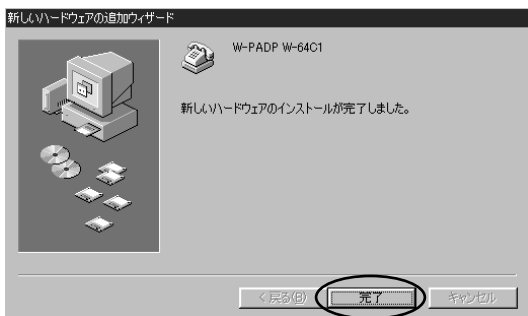 新しいハードウェアの追加ウィザード
W-PADP W-64C1
新しいハードウェアのインストールが完了しました。
< 戻る(B)
完了
キャンセル